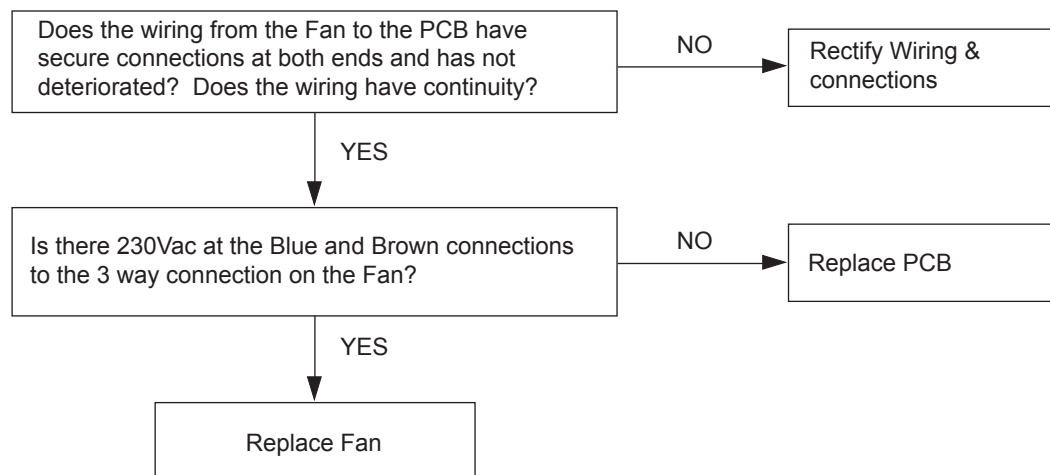 Does the wiring from the Fan to the PCB have
secure connections at both ends and has not
deteriorated? Does the wiring have continuity?
NO
Rectify Wiring &
connections
YES
Is there 230Vac at the Blue and Brown connections
to the 3 way connection on the Fan?
NO
Replace PCB
YES
Replace Fan